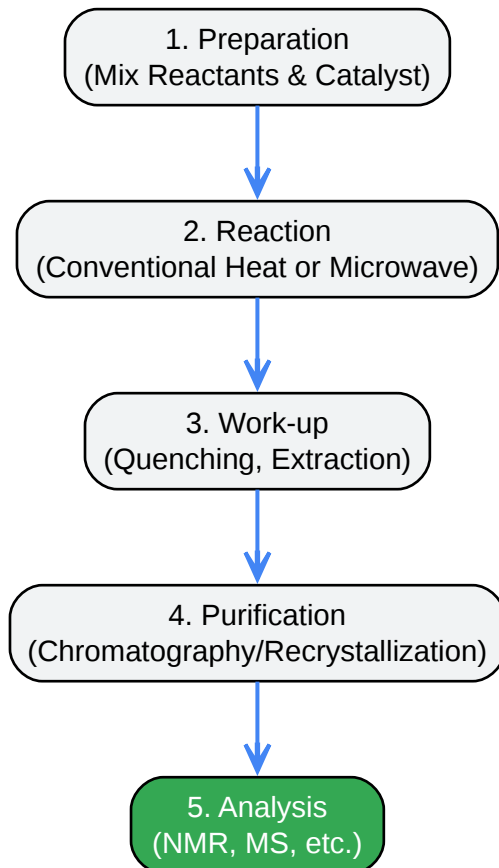 1. Preparation
(Mix Reactants & Catalyst)
2. Reaction
(Conventional Heat or Microwave)
3. Work-up
(Quenching, Extraction)
4. Purification
(Chromatography/Recrystallization)
5. Analysis
(NMR, MS, etc.)